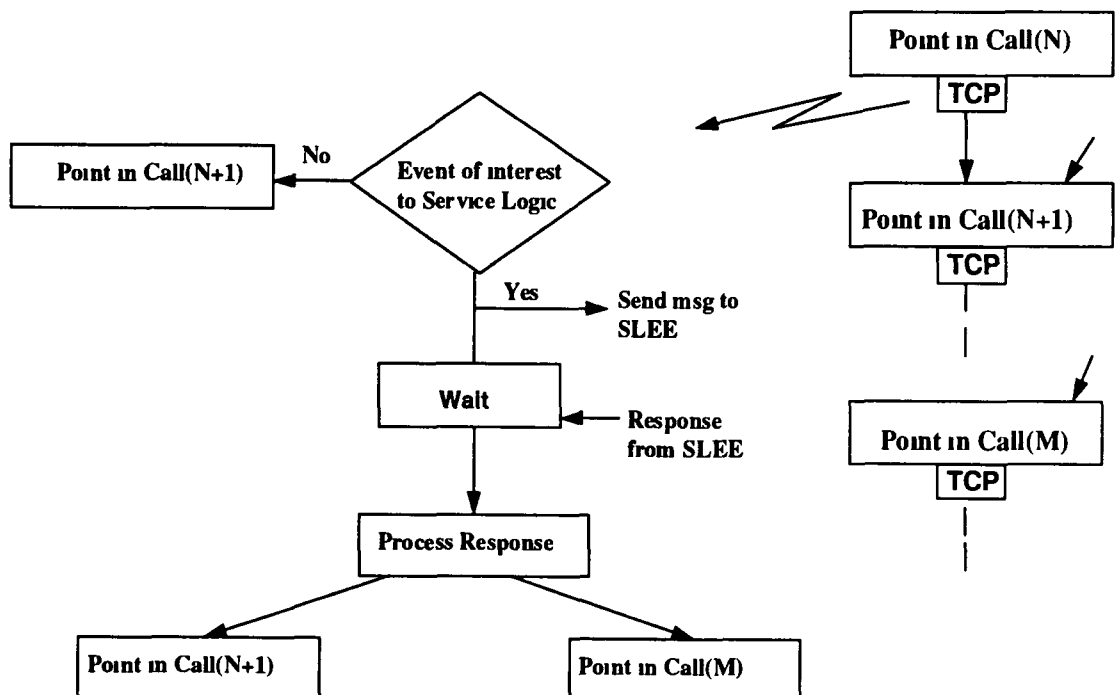 Point in Call(N)
TCP
Event of interest
to Service Logic
No
Point in Call(N+1)
Point in Call(N+1)
TCP
Yes
Send msg to
SLEE
Wait
Response
from SLEE
Point in Call(M)
TCP
Process Response
Point in Call(N+1)
Point in Call(M)